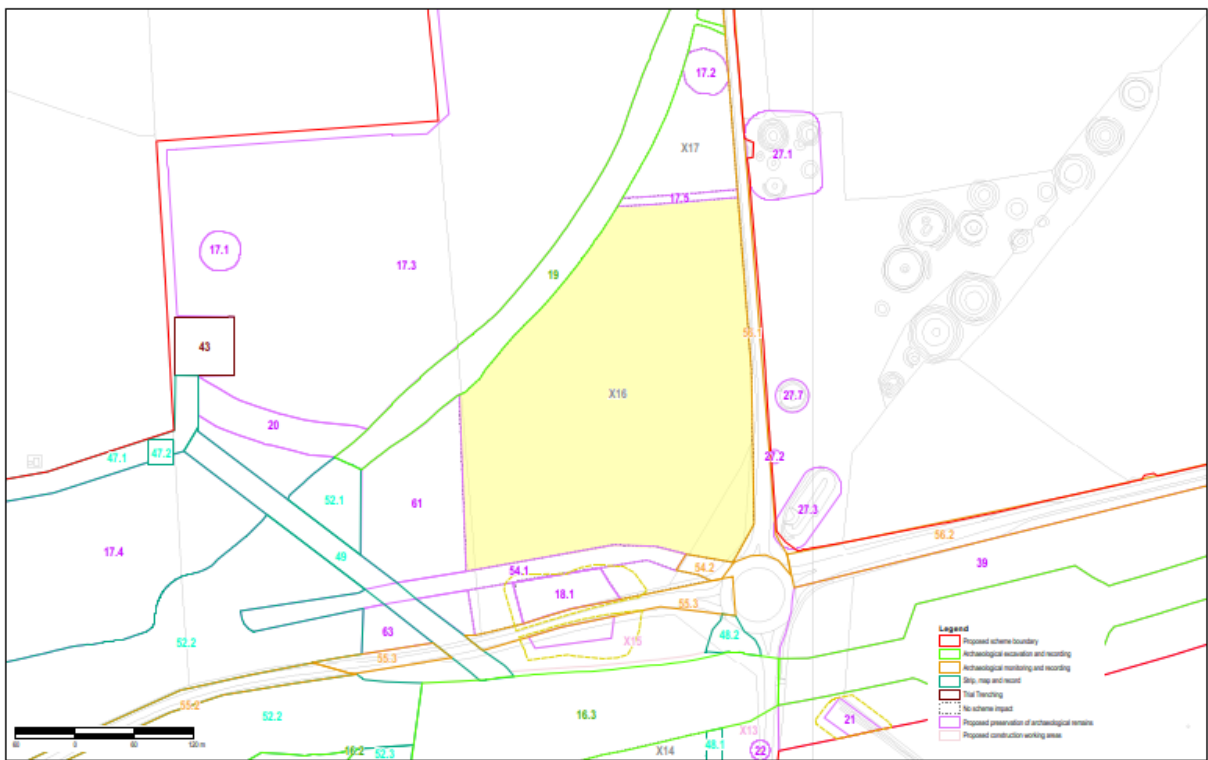 17.2
X17
27.1
17.5
17.1
17.3
19
56.1
43
X16
27.7
20
47.1
47.2
27.2
52.1
61
27.3
17.4
49
56.2
54.1
54.2
39
18.1
55.3
63
48.2
X15
52.2
55.3
55.2
52.2
16.3
21
X13
16.2
52.3
X14
48.1
22
60
0
60
120 m
Legend
Proposed scheme boundary
Archaeological excavation and recording
Archaeological monitoring and recording
Strip, map and record
Trial Trenching
No scheme impact
Proposed preservation of archaeological remains
Proposed construction working areas